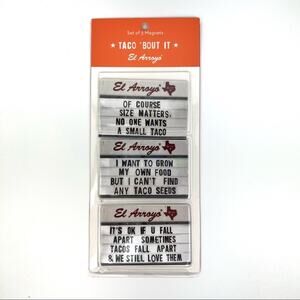 Set of 3 Magnets
TACO 'BOUT IT
El Arroyo
El Arroyo
OF COURSE
SIZE MATTERS,
NO ONE WANTS
A SMALL TACO
El Arroyo
I WANT TO GROW
MY OWN FOOD
BUT I CAN'T FIND
ANY TACO SEEDS
El Arroyo
IT'S OK IF U FALL
APART SOMETIMES
TACOS FALL APART
& WE STILL LOVE THEM